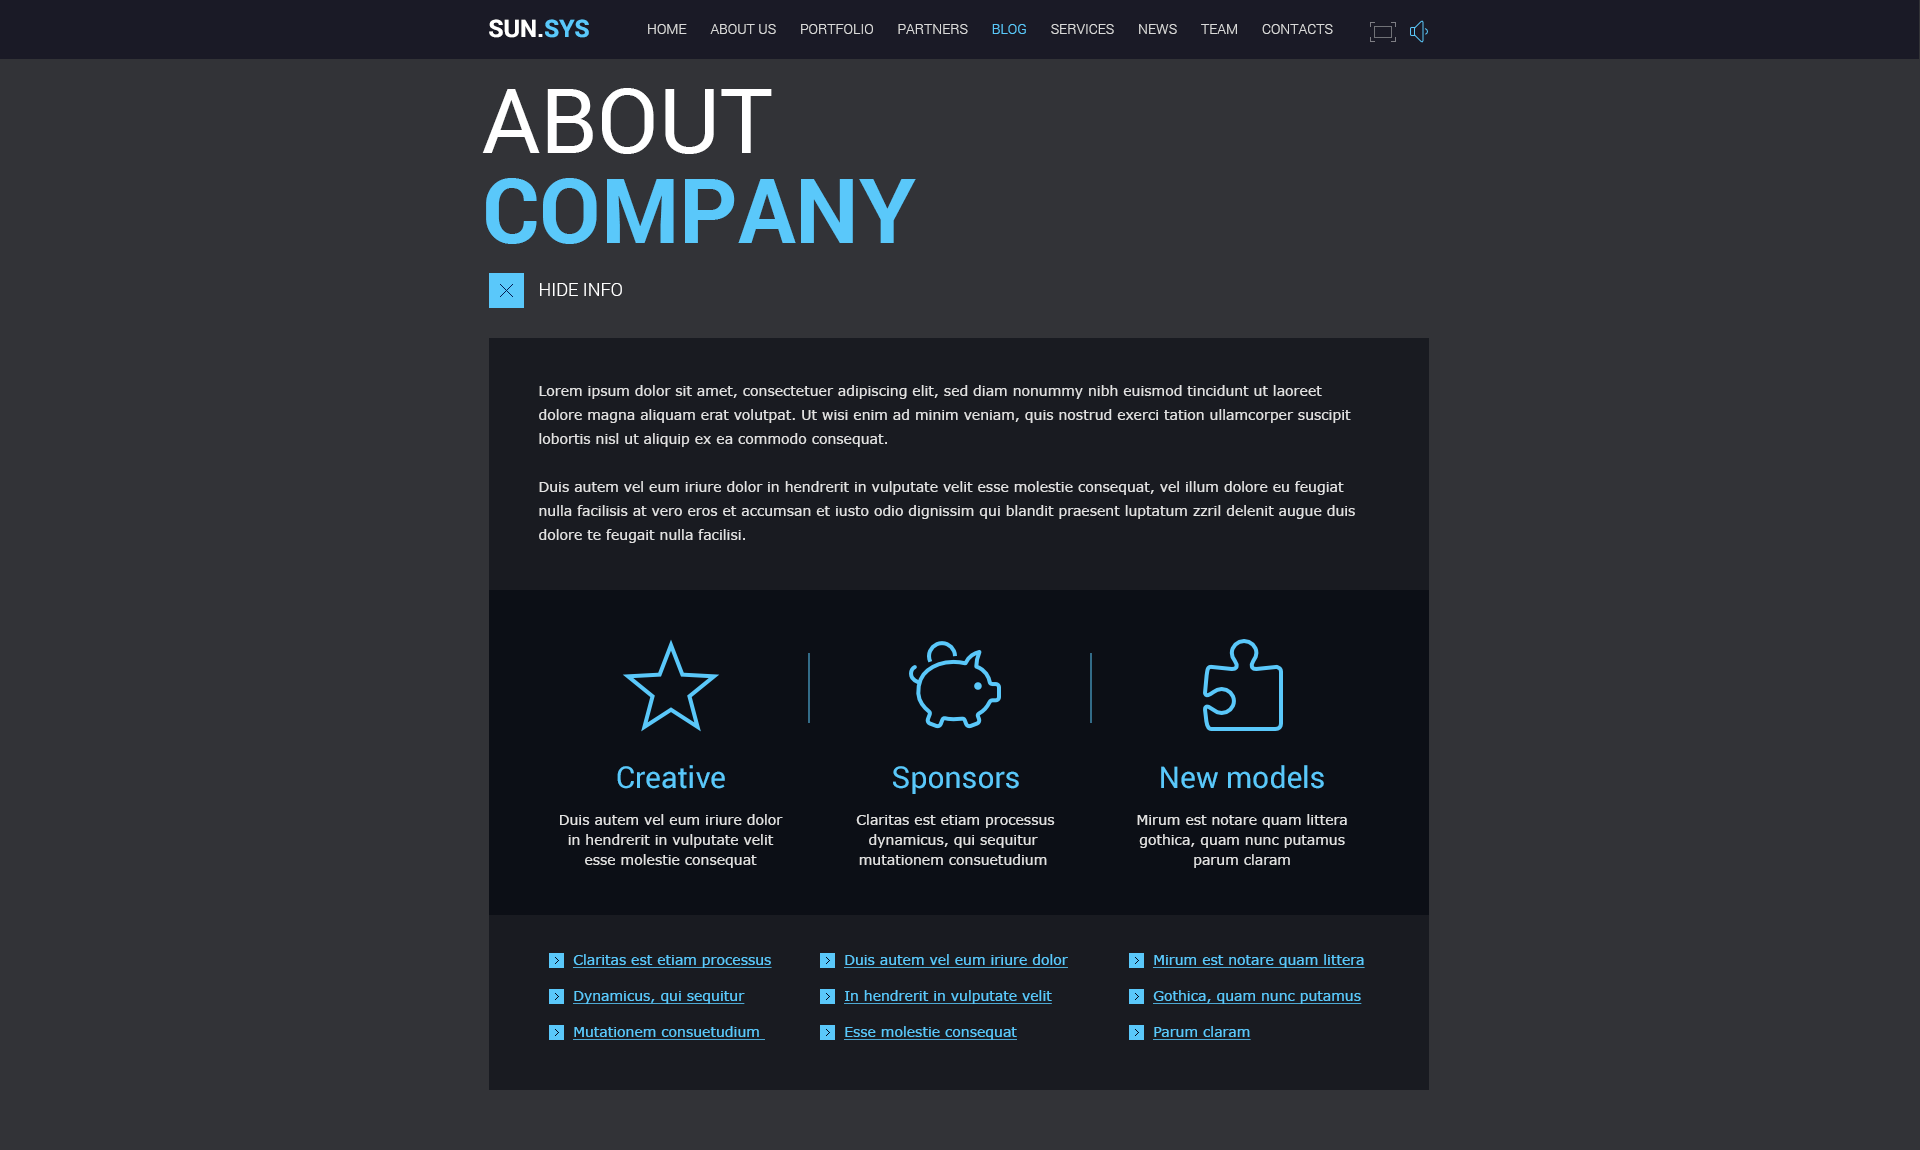 SUN.SYS HOME ABOUT US PORTFOLIO PARTNERS BLOG SERVICES NEWS TEAM CONTACTS
ABOUT
COMPANY
HIDE INFO
Lorem ipsum dolor sit amet, consectetuer adipiscing elit, sed diam nonummy nibh euismod tincidunt ut laoreet
dolore magna aliquam erat volutpat. Ut wisi enim ad minim veniam, quis nostrud exerci tation ullamcorper suscipit
lobortis nisl ut aliquip ex ea commodo consequat.
Duis autem vel eum iriure dolor in hendrerit in vulputate velit esse molestie consequat, vel illum dolore eu feugiat
nulla facilisis at vero eros et accumsan et iusto odio dignissim qui blandit praesent luptatum zzril delenit augue duis
dolore te feugait nulla facilisi.
Creative
Duis autem vel eum iriure dolor
in hendrerit in vulputate velit
esse molestie consequat
Sponsors
Claritas est etiam processus
dynamicus, qui sequitur
mutationem consuetudium
New models
Mirum est notare quam littera
gothica, quam nunc putamus
parum claram
Claritas est etiam processus
Dynamicus, qui sequitur
Mutationem consuetudium
Duis autem vel eum iriure dolor
In hendrerit in vulputate velit
Esse molestie consequat
Mirum est notare quam littera
Gothica, quam nunc putamus
Parum claram